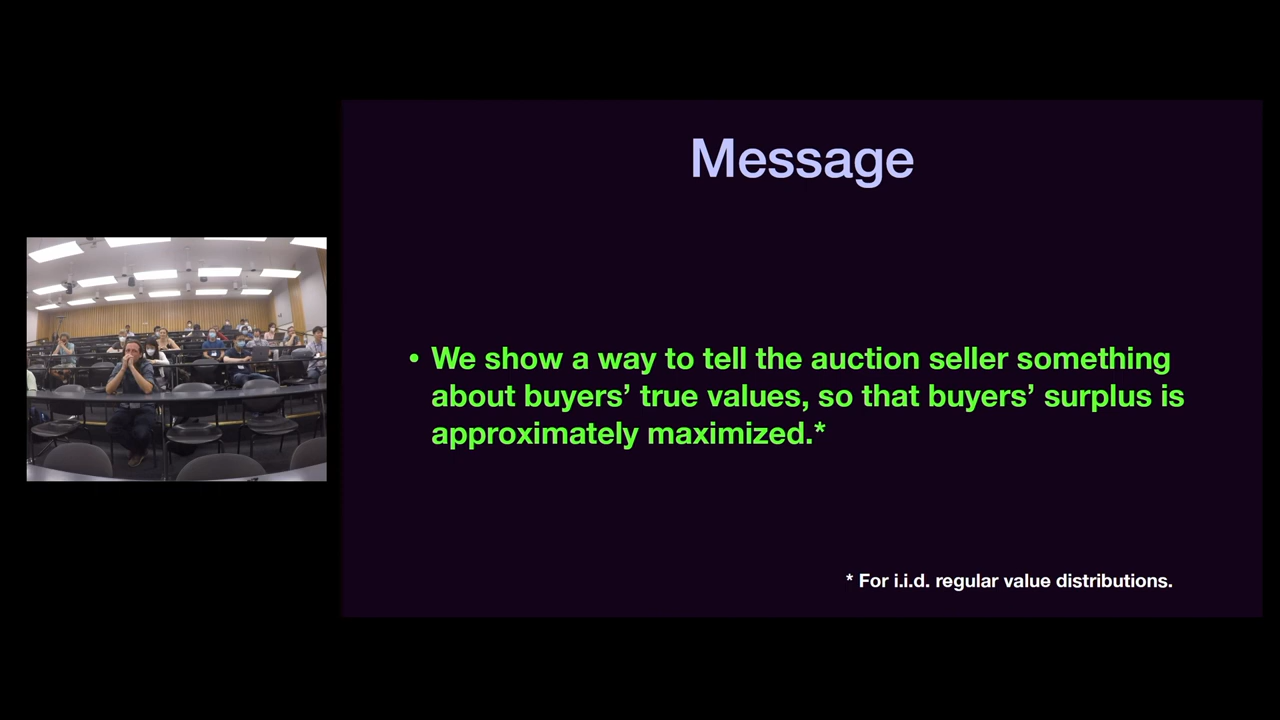 Message
• We show a way to tell the auction seller something
about buyers’ true values, so that buyers’ surplus is
approximately maximized.*
* For i.i.d. regular value distributions.